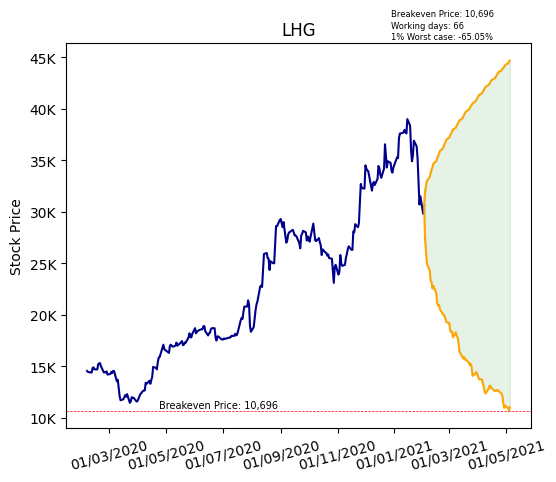 Breakeven Price: 10,696
Working days: 66
1% Worst case: -65.05%
LHG
Stock Price
45K
40K
35K
30K
25K
20K
15K
10K
Breakeven Price: 10,696
01/03/2020
01/05/2020
01/07/2020
01/09/2020
01/11/2020
01/01/2021
01/03/2021
01/05/2021